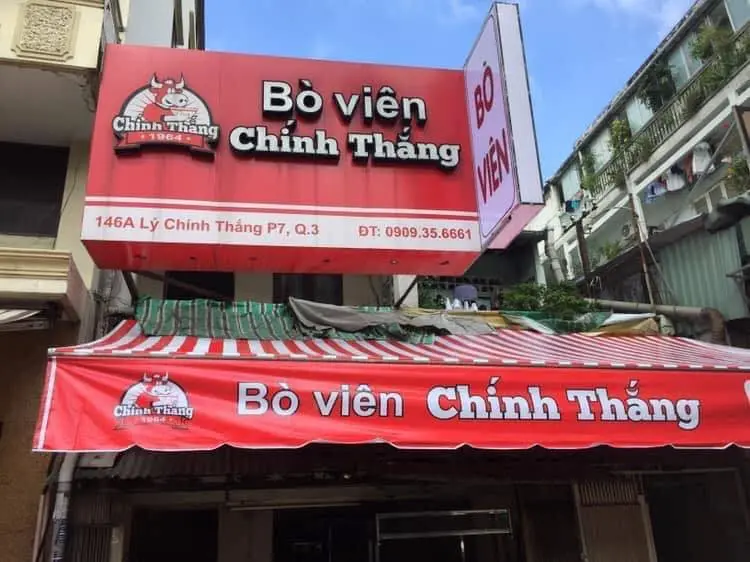 Chính Thắng
• 1964 •
Bò viên
Chính Thắng
BÒ
VIÊN
146A Lý Chính Thắng P7, Q.3
ĐT: 0909.35.6661
Chính Thắng
1964
Bò viên Chính Thắng